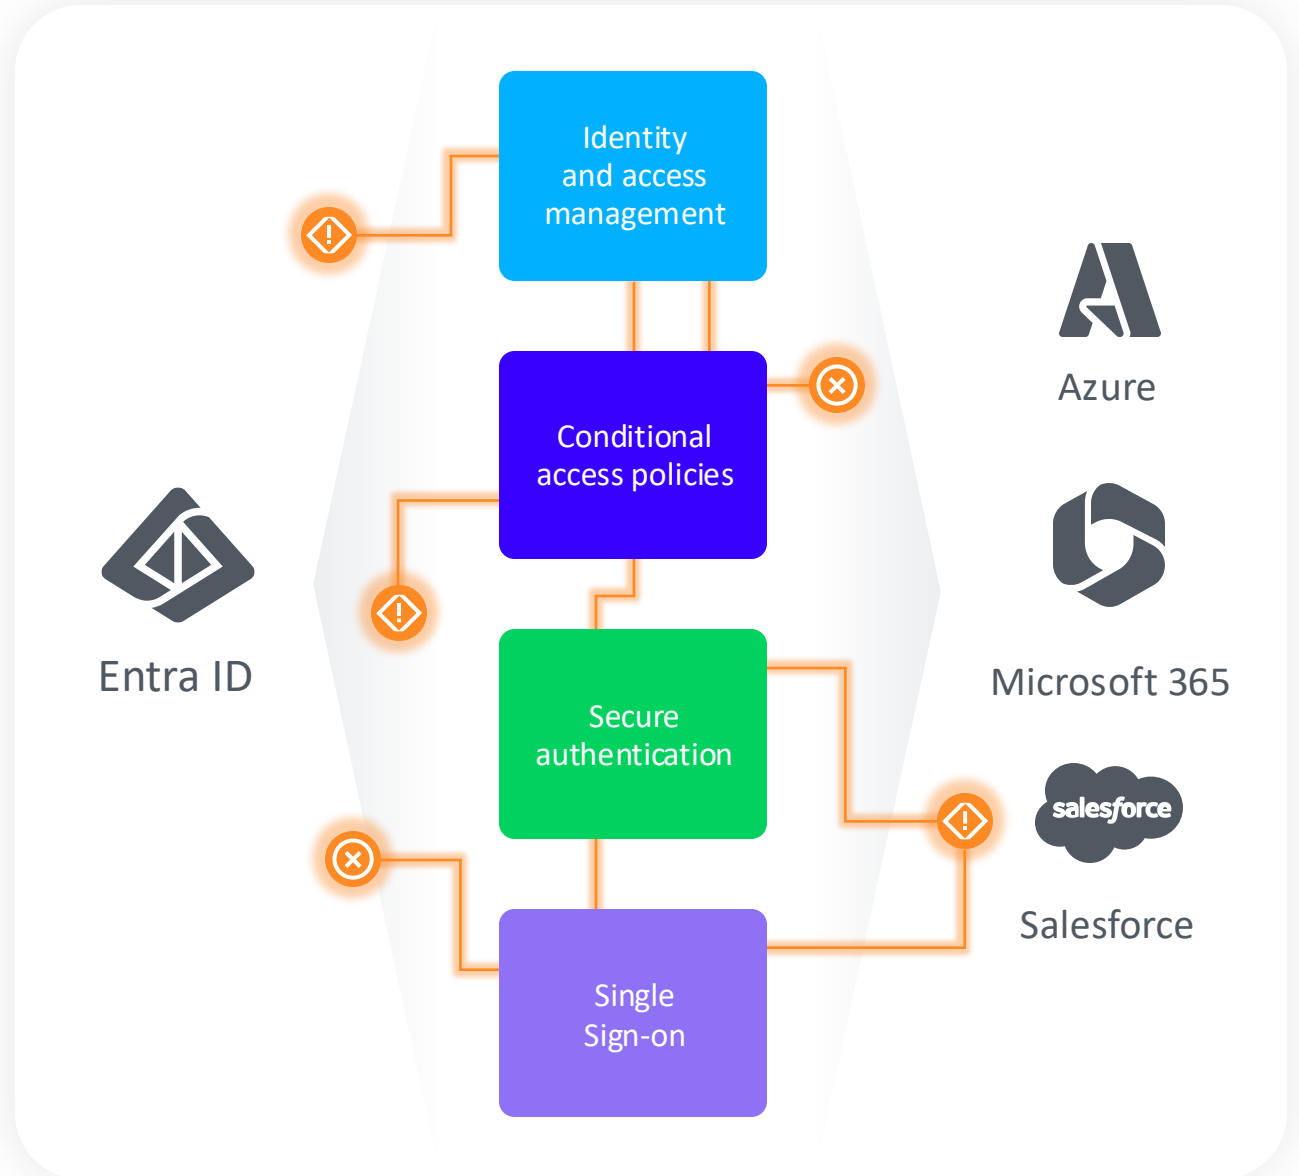 Identity
and access
management
Conditional
access policies
Secure
authentication
Single
Sign-on
Entra ID
Azure
Microsoft 365
salesforce
Salesforce